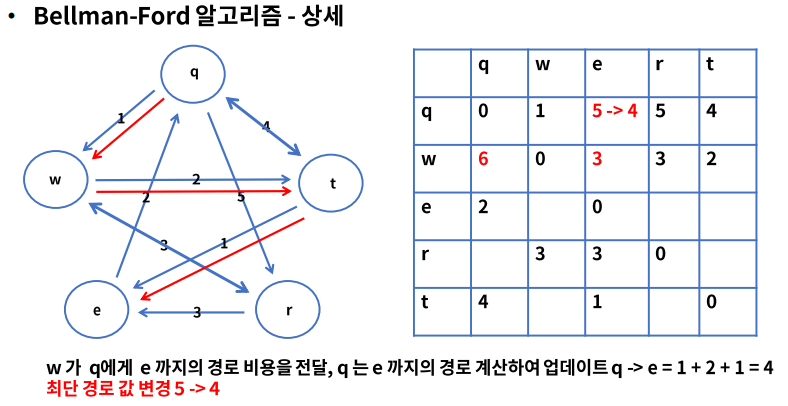 • Bellman-Ford 알고리즘 - 상세
q
1
4
w
2
t
2
5
3
1
e
3
r
q w e r t
q 0 1 5 -> 4 5 4
w 6 0 3 3 2
e 2 0
r 3 3 0
t 4 1 0
w 가 q에게 e 까지의 경로 비용을 전달, q 는 e 까지의 경로 계산하여 업데이트 q -> e = 1 + 2 + 1 = 4
최단 경로 값 변경 5 -> 4